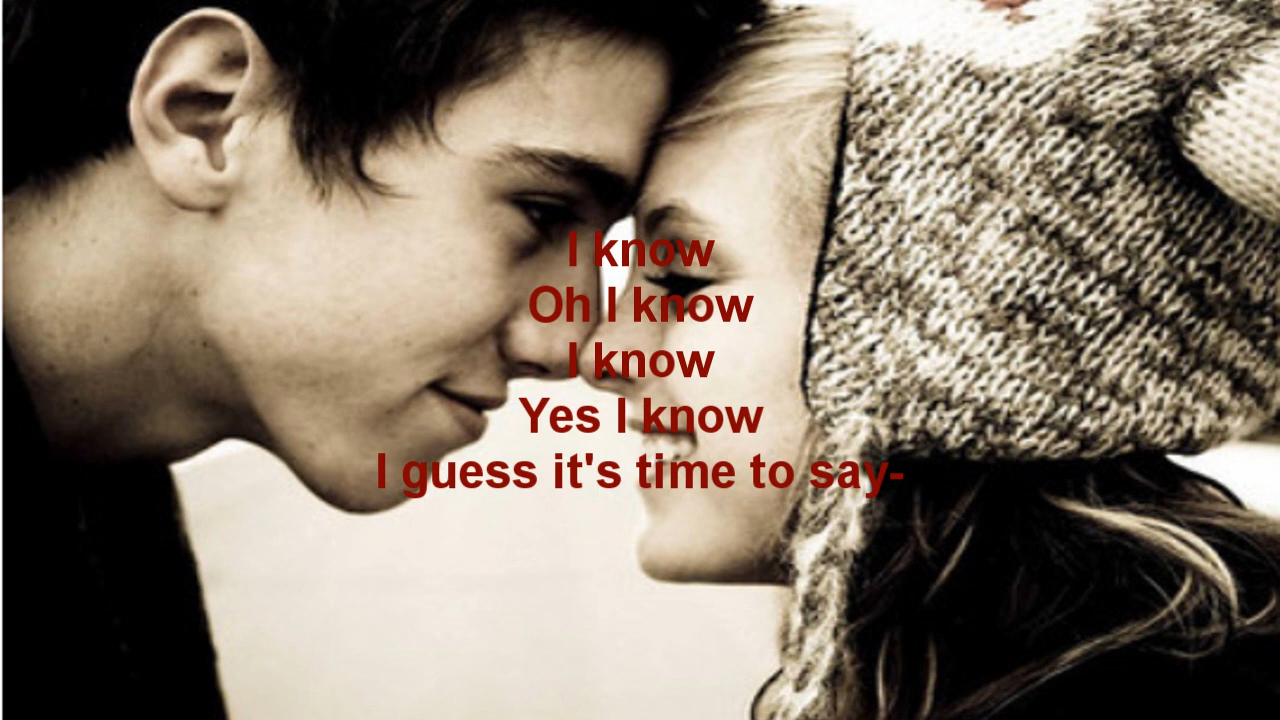 I know
Oh I know
I know
Yes I know
I guess it's time to say-